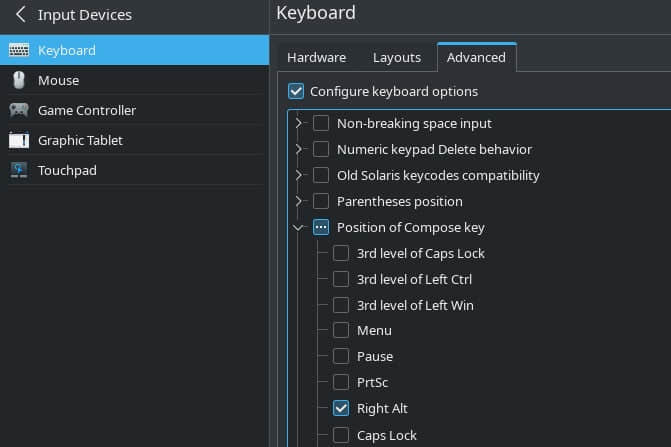 Input Devices
Keyboard
Mouse
Game Controller
Graphic Tablet
Touchpad
Keyboard
Hardware
Layouts
Advanced
Configure keyboard options
Non-breaking space input
Numeric keypad Delete behavior
Old Solaris keycodes compatibility
Parentheses position
Position of Compose key
3rd level of Caps Lock
3rd level of Left Ctrl
3rd level of Left Win
Menu
Pause
PrtSc
Right Alt
Caps Lock